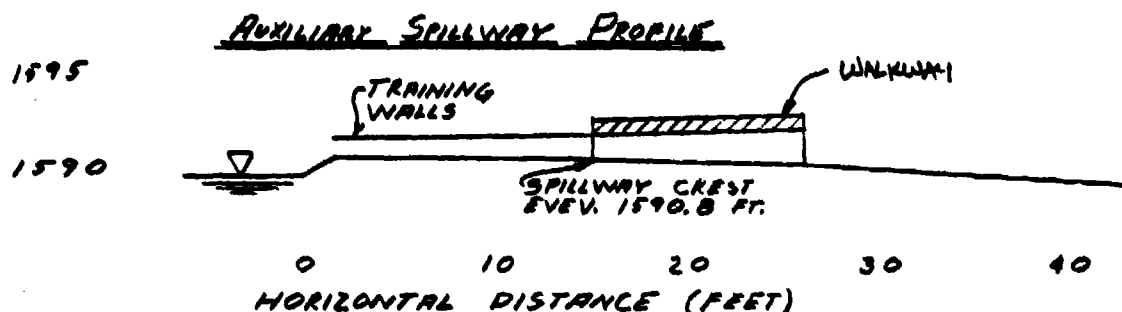 AUXILIARY SPILLWAY PROFILE
1595
WALKWAY
TRAINING
WALLS
1590
SPILLWAY CREST
EVEV. 1590.8 FT.
0 10 20 30 40
HORIZONTAL DISTANCE (FEET)